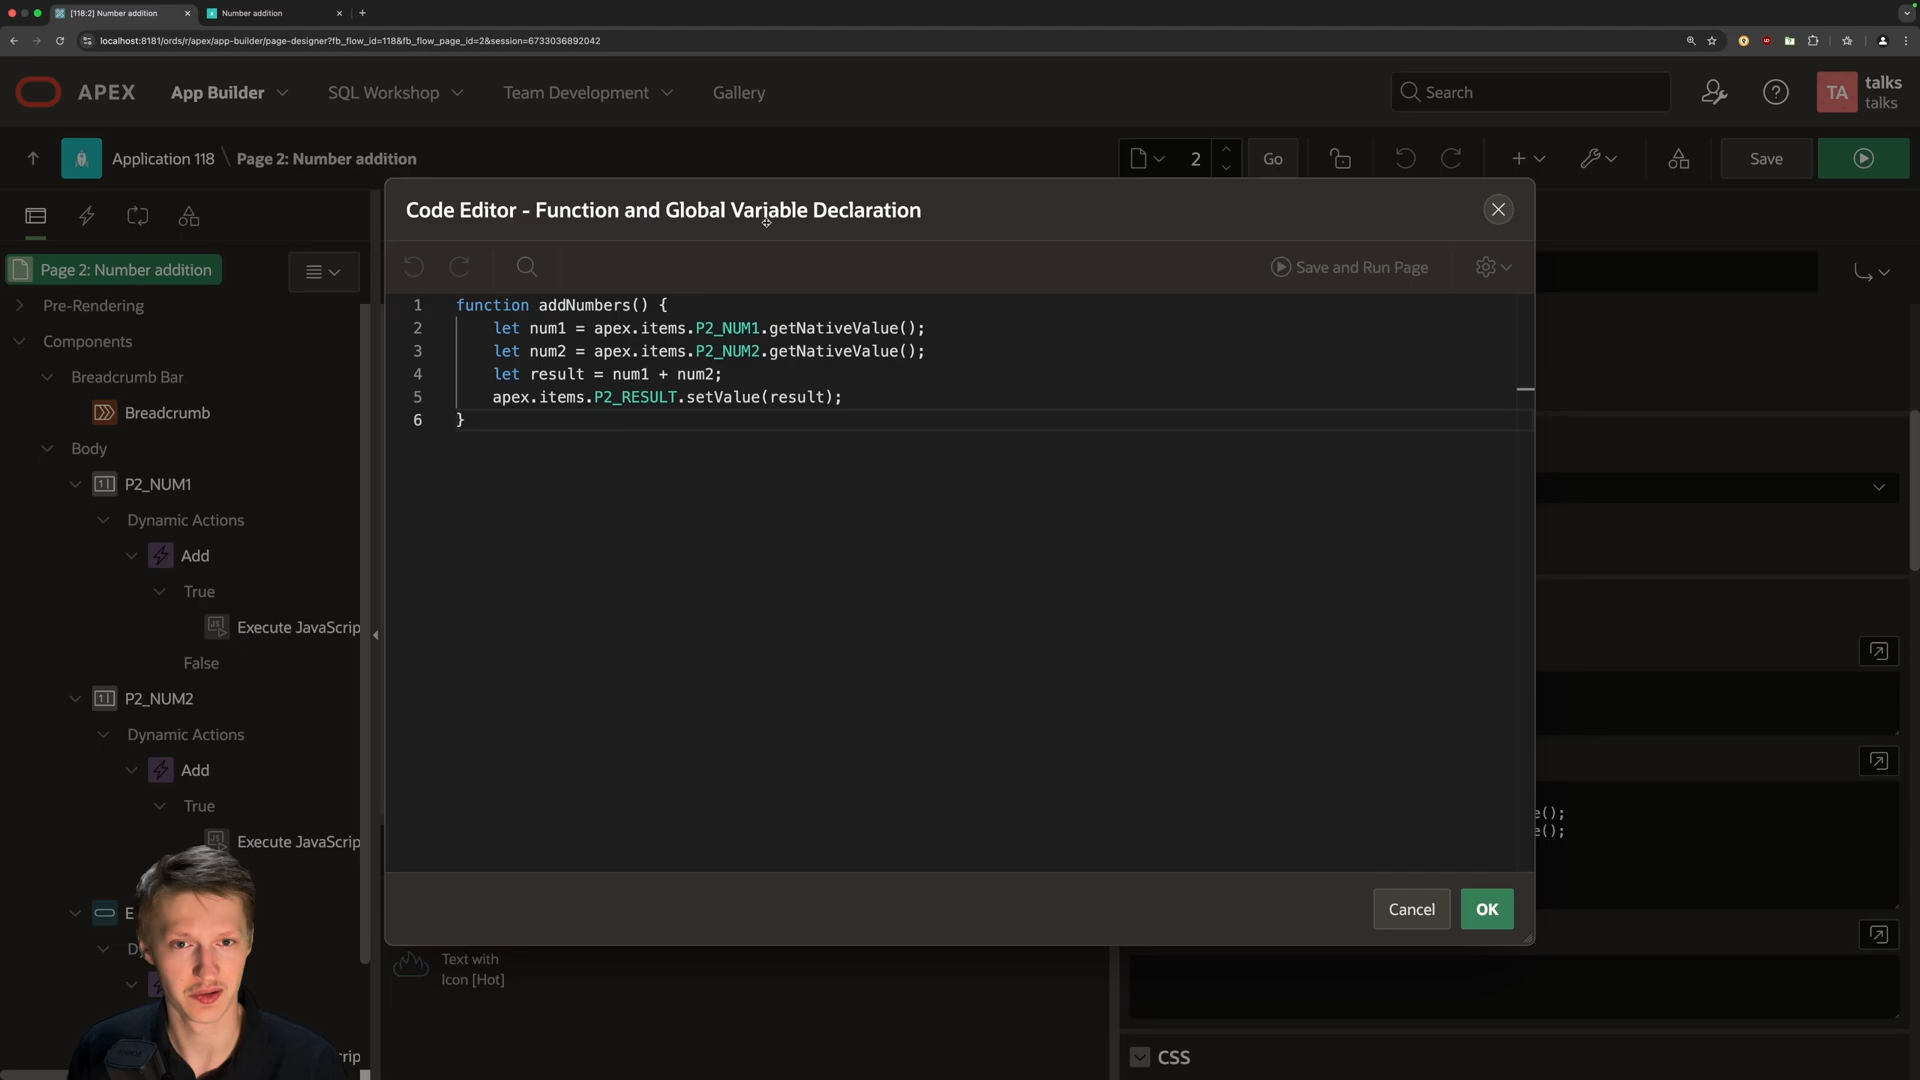 [118:2] Number addition
Number addition
localhost:8181/ords/r/apex/app-builder/page-designer?fb_flow_id=118&fb_flow_page_id=2&session=6733036892042
APEX
App Builder
SQL Workshop
Team Development
Gallery
Search
TA
talks
talks
Application 118 \ Page 2: Number addition
2
Go
Save
Page 2: Number addition
Pre-Rendering
Components
Breadcrumb Bar
Breadcrumb
Body
P2_NUM1
Dynamic Actions
Add
True
Execute JavaScrip
False
P2_NUM2
Dynamic Actions
Add
True
Execute JavaScrip
Code Editor - Function and Global Variable Declaration
Save and Run Page
1 function addNumbers() {
2 let num1 = apex.items.P2_NUM1.getNativeValue();
3 let num2 = apex.items.P2_NUM2.getNativeValue();
4 let result = num1 + num2;
5 apex.items.P2_RESULT.setValue(result);
6 }
e();
e();
Cancel
OK
Text with
Icon [Hot]
crip
CSS